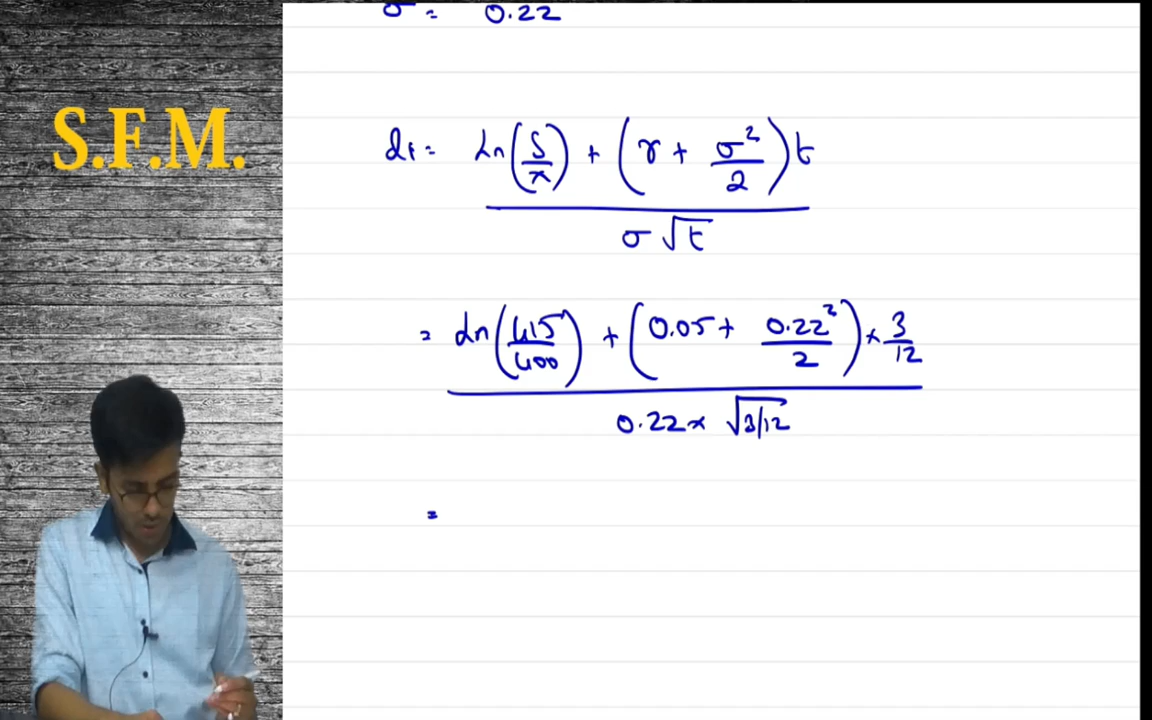 σ = 0.22
S.F.M.
d1 = ln(S/x) + (r + σ²/2)t
σ √t
= ln(415/400) + (0.05 + 0.22²/2) × 3/12
0.22 × √3/12
=